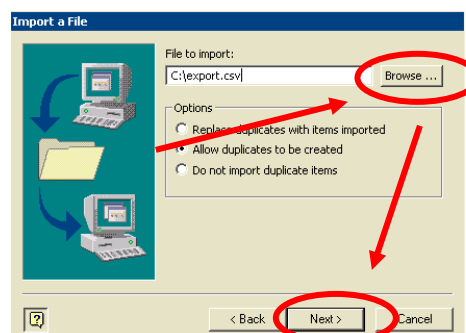 Import a File
File to import:
C:\export.csv
Browse ...
Options
Replace duplicates with items imported
Allow duplicates to be created
Do not import duplicate items
?
< Back
Next >
Cancel